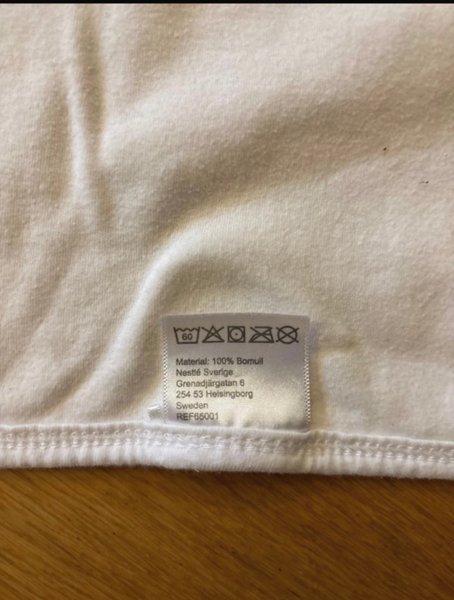 60
Material: 100% Bomull
Nestlé Sverige
Grenadjärgatan 6
254 53 Helsingborg
Sweden
REF65001